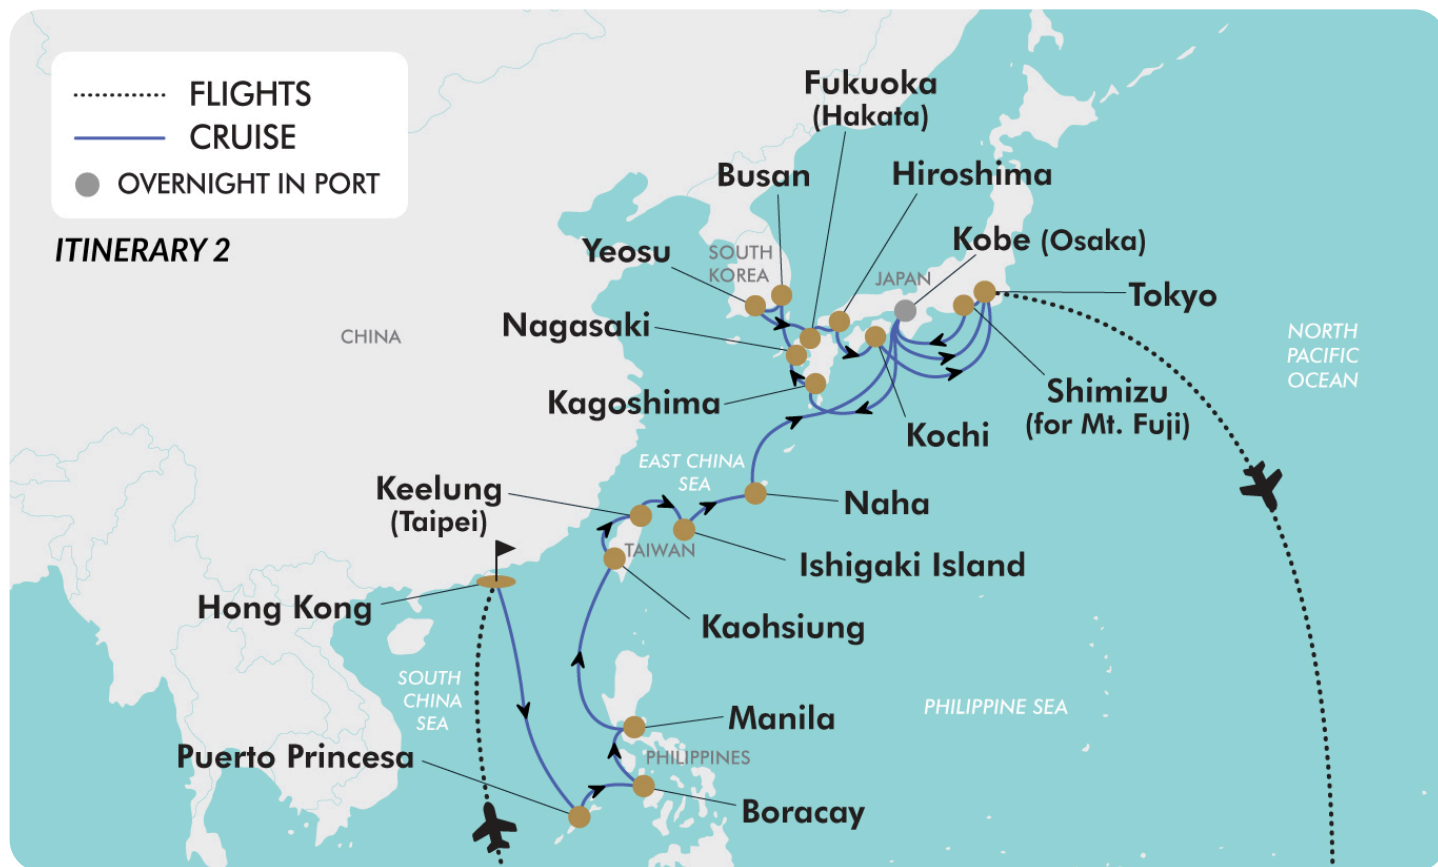 FLIGHTS
CRUISE
OVERNIGHT IN PORT
ITINERARY 2
Fukuoka
(Hakata)
Busan
Hiroshima
Yeosu
SOUTH
KOREA
JAPAN
Kobe (Osaka)
Tokyo
Nagasaki
CHINA
NORTH
PACIFIC
OCEAN
Kagoshima
Shimizu
(for Mt. Fuji)
Kochi
EAST CHINA
SEA
Keelung
(Taipei)
Naha
TAIWAN
Ishigaki Island
Hong Kong
Kaohsiung
SOUTH
CHINA
SEA
PHILIPPINE SEA
Manila
Puerto Princesa
PHILIPPINES
Boracay